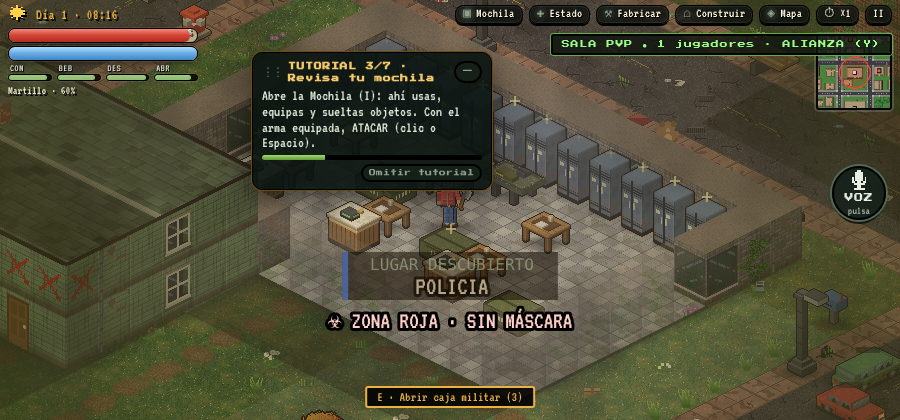 Día 1 · 08:16
Mochila
Estado
Fabricar
Construir
Mapa
X1
II
SALA PVP . 1 jugadores · ALIANZA (Y)
CON BEB DES ABR
Martillo · 60%
TUTORIAL 3/7 ·
Revisa tu mochila
Abre la Mochila (I): ahí usas,
equipas y sueltas objetos. Con el
arma equipada, ATACAR (clic o
Espacio).
Omitir tutorial
VOZ
pulsa
LUGAR DESCUBIERTO
POLICIA
ZONA ROJA · SIN MÁSCARA
E · Abrir caja militar (3)